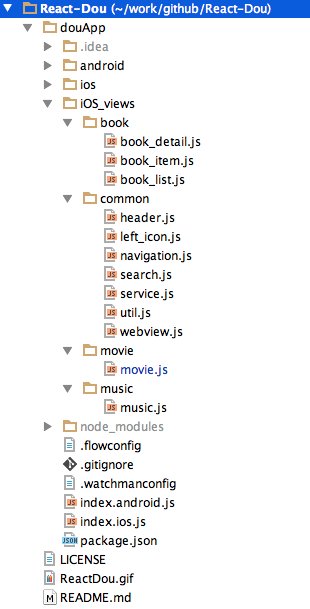 React-Dou (~/work/github/React-Dou)
douApp
.idea
android
ios
iOS_views
book
book_detail.js
book_item.js
book_list.js
common
header.js
left_icon.js
navigation.js
search.js
service.js
util.js
webview.js
movie
movie.js
music
music.js
node_modules
.flowconfig
.gitignore
.watchmanconfig
index.android.js
index.ios.js
package.json
LICENSE
ReactDou.gif
README.md